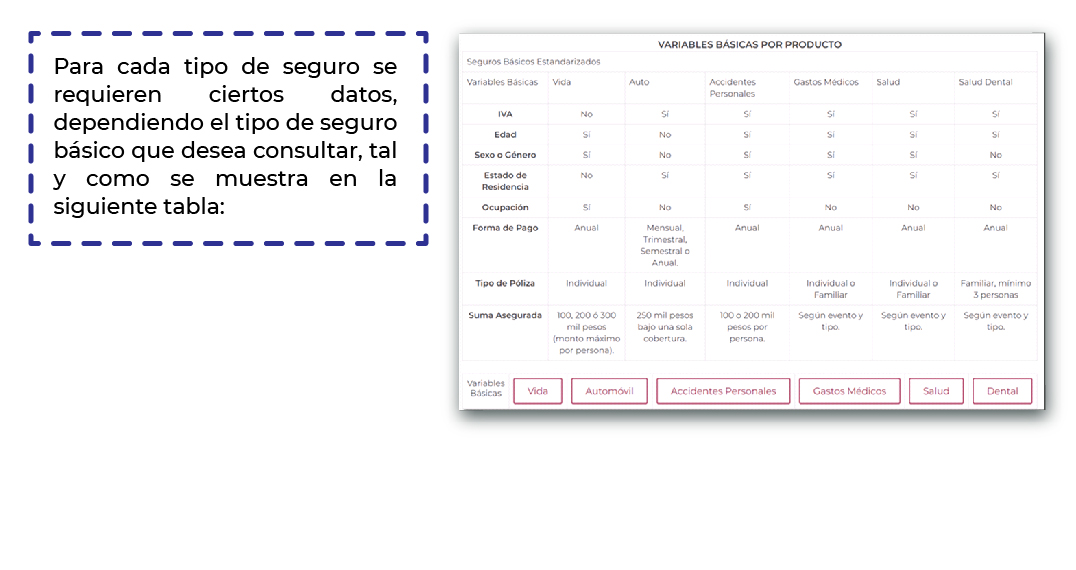 Para cada tipo de seguro se
requieren ciertos datos,
dependiendo el tipo de seguro
básico que desea consultar, tal
y como se muestra en la
siguiente tabla:
VARIABLES BÁSICAS POR PRODUCTO
Seguros Básicos Estandarizados
Variables Básicas Vida Auto Accidentes Personales Gastos Médicos Salud Salud Dental
IVA No Sí Sí Sí Sí Sí
Edad Sí No Sí Sí Sí Sí
Sexo o Género Sí No Sí Sí Sí No
Estado de Residencia No Sí Sí Sí Sí Sí
Ocupación Sí No Sí No No No
Forma de Pago Anual Mensual, Trimestral, Semestral o Anual. Anual Anual Anual Anual
Tipo de Póliza Individual Individual Individual Individual o Familiar Individual o Familiar Familiar, mínimo 3 personas
Suma Asegurada 100, 200 ó 300 mil pesos (monto máximo por persona). 250 mil pesos bajo una sola cobertura. 100 o 200 mil pesos por persona. Según evento y tipo. Según evento y tipo. Según evento y tipo.
Variables Básicas Vida Automóvil Accidentes Personales Gastos Médicos Salud Dental